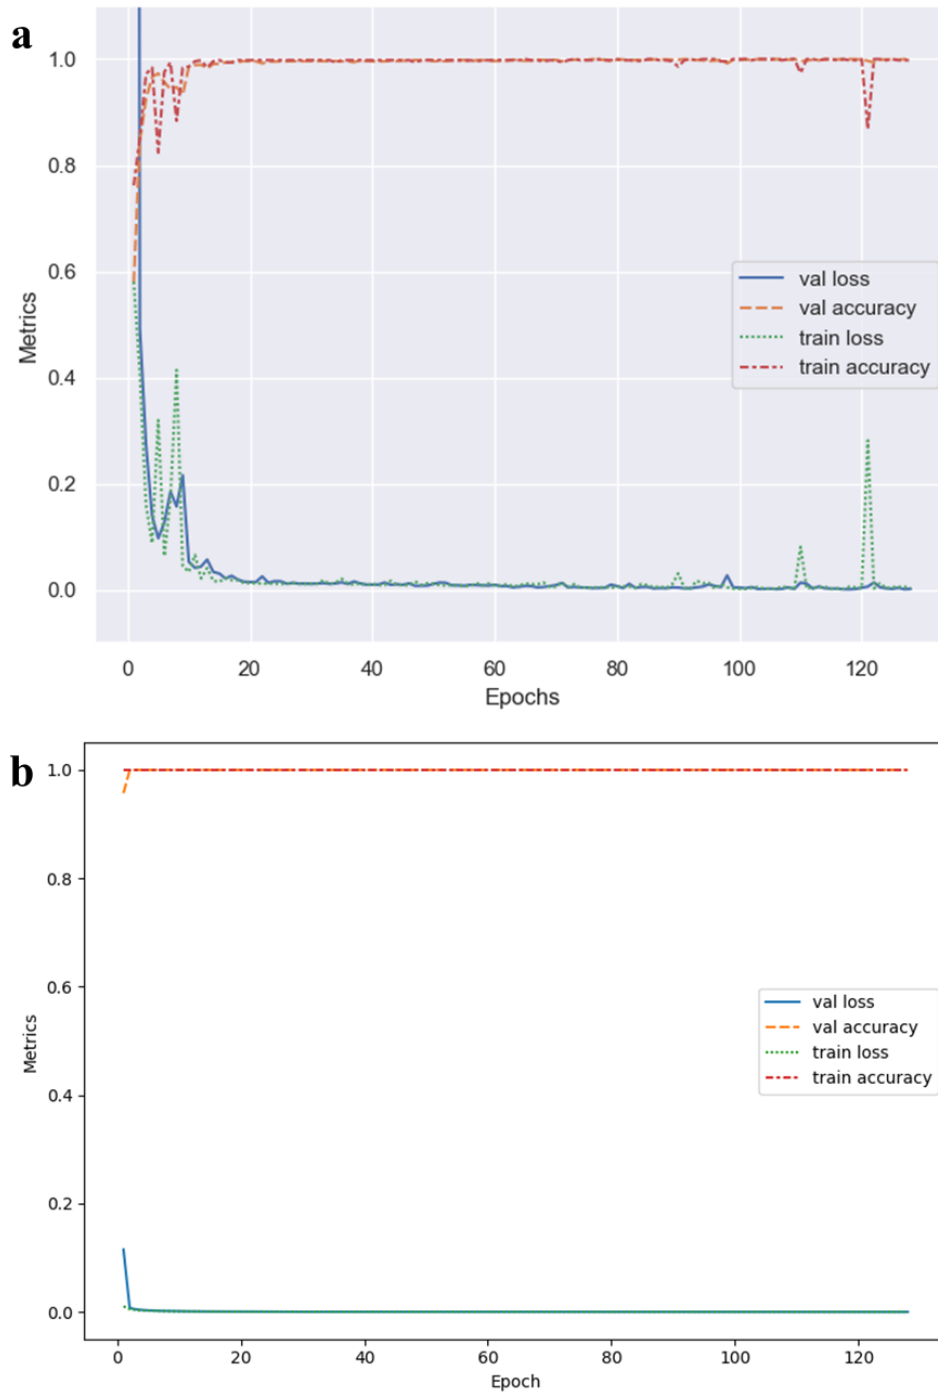 a
1.0
0.8
0.6
0.4
0.2
0.0
Metrics
val loss
val accuracy
train loss
train accuracy
0 20 40 60 80 100 120
Epochs
b
1.0
0.8
0.6
0.4
0.2
0.0
Metrics
val loss
val accuracy
train loss
train accuracy
0 20 40 60 80 100 120
Epoch